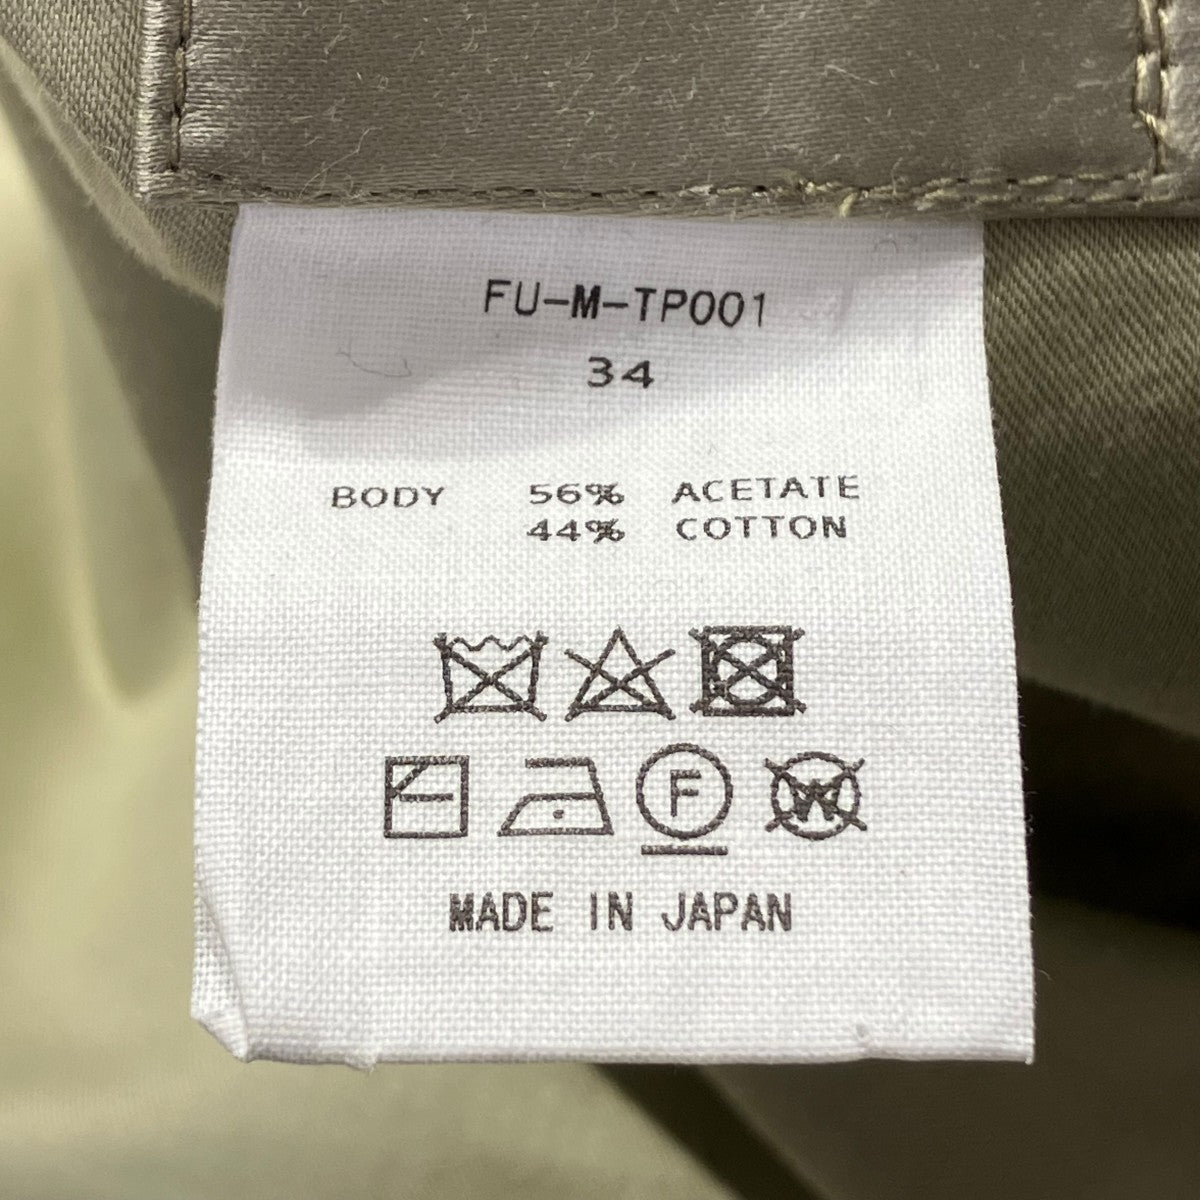 FU-M-TP001
34
BODY 56% ACETATE
44% COTTON
F W
MADE IN JAPAN